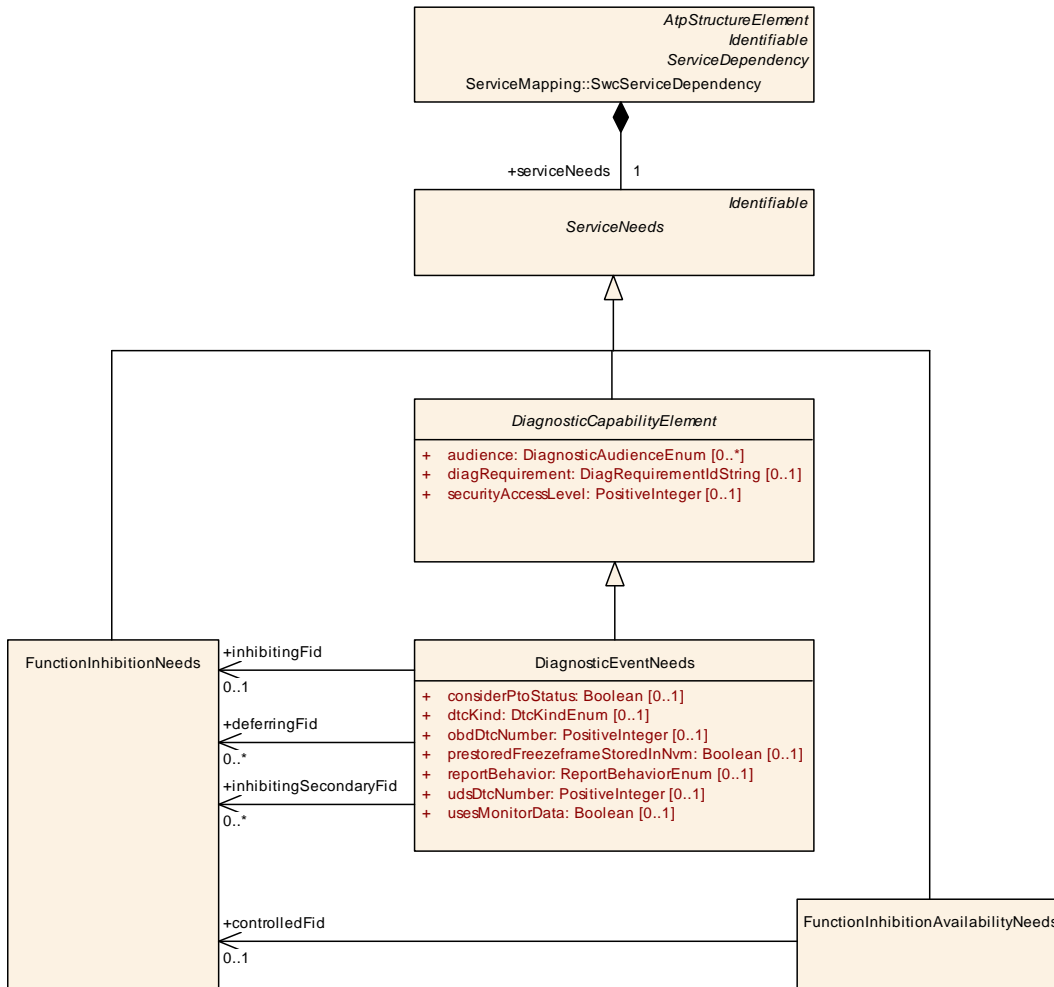 AtpStructureElement
Identifiable
ServiceDependency
ServiceMapping::SwcServiceDependency
+serviceNeeds 1
Identifiable
ServiceNeeds
DiagnosticCapabilityElement
+ audience: DiagnosticAudienceEnum [0..*]
+ diagRequirement: DiagRequirementIdString [0..1]
+ securityAccessLevel: PositiveInteger [0..1]
FunctionInhibitionNeeds
+inhibitingFid
0..1
+deferringFid
0..*
+inhibitingSecondaryFid
0..*
DiagnosticEventNeeds
+ considerPtoStatus: Boolean [0..1]
+ dtcKind: DtcKindEnum [0..1]
+ obdDtcNumber: PositiveInteger [0..1]
+ prestoredFreezeframeStoredInNvm: Boolean [0..1]
+ reportBehavior: ReportBehaviorEnum [0..1]
+ udsDtcNumber: PositiveInteger [0..1]
+ usesMonitorData: Boolean [0..1]
+controlledFid
0..1
FunctionInhibitionAvailabilityNeeds